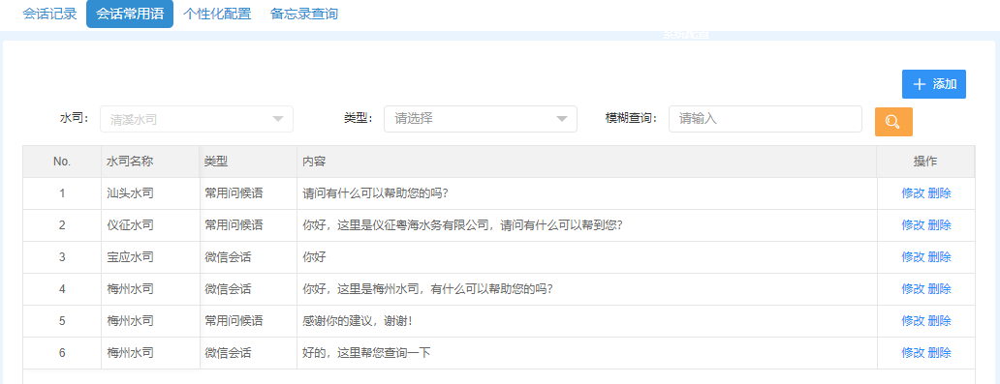 会话记录 会话常用语 个性化配置 备忘录查询
添加
水司： 清溪水司 类型： 请选择 模糊查询： 请输入
No. 水司名称 类型 内容 操作
1 汕头水司 常用问候语 请问有什么可以帮助您的吗？ 修改 删除
2 仪征水司 常用问候语 你好，这里是仪征粤海水务有限公司，请问有什么可以帮到您？ 修改 删除
3 宝应水司 微信会话 你好 修改 删除
4 梅州水司 微信会话 你好，这里是梅州水司，有什么可以帮助您的吗？ 修改 删除
5 梅州水司 常用问候语 感谢你的建议，谢谢！ 修改 删除
6 梅州水司 微信会话 好的，这里帮您查询一下 修改 删除